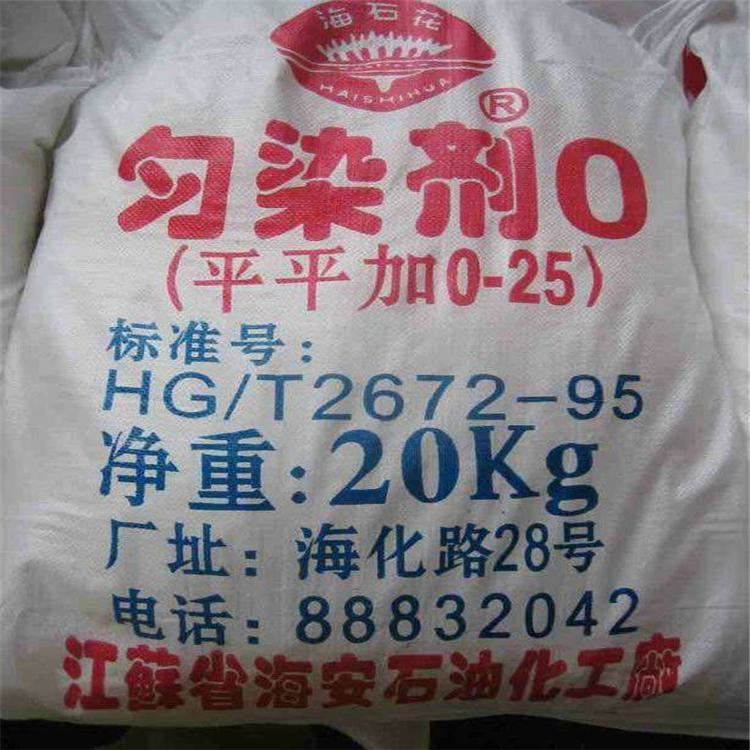 海石花
HAISHIHUA
®
匀染剂O
(平平加O-25)
标准号:
HG/T2672-95
净重:20Kg
厂址:海化路28号
电话:88832042
江蘇省海安石油化工廠